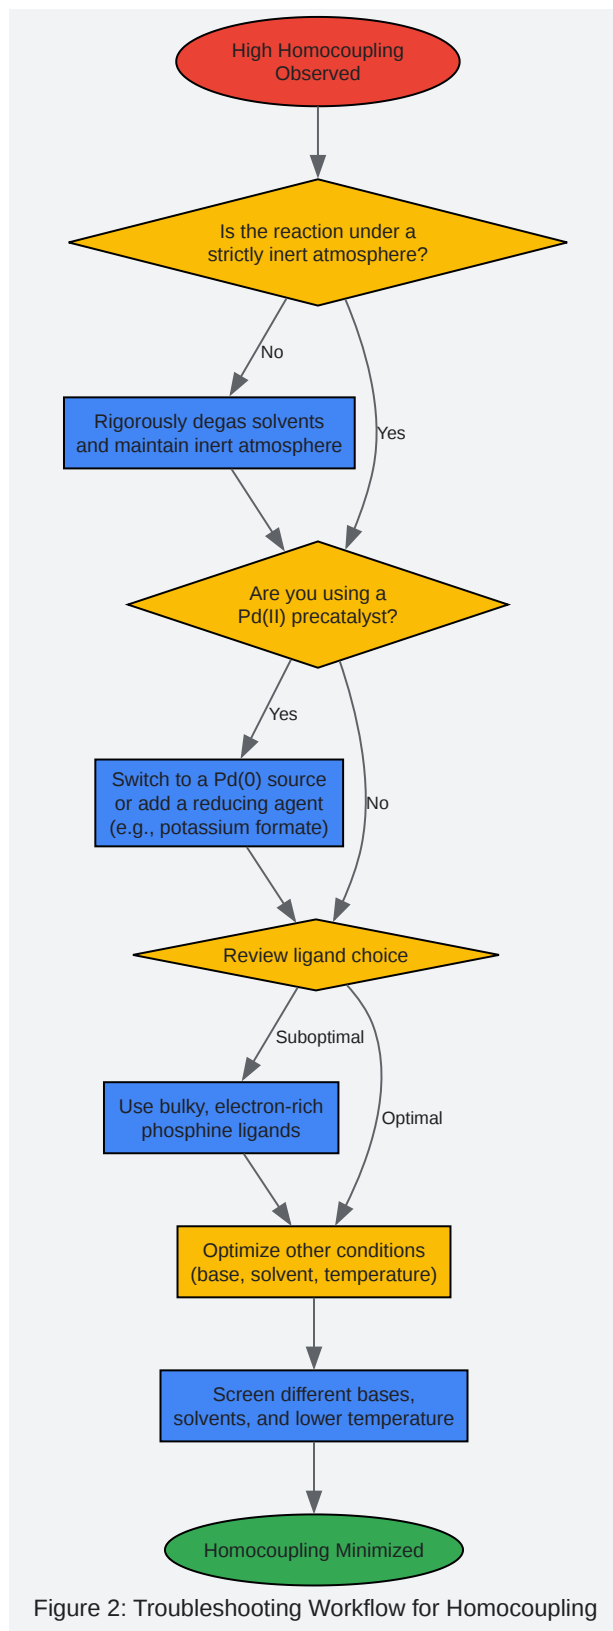 High Homocoupling
Observed
Is the reaction under a
strictly inert atmosphere?
No
Rigorously degas solvents
and maintain inert atmosphere
Yes
Are you using a
Pd(II) precatalyst?
Yes
Switch to a Pd(0) source
or add a reducing agent
(e.g., potassium formate)
No
Review ligand choice
Suboptimal
Use bulky, electron-rich
phosphine ligands
Optimal
Optimize other conditions
(base, solvent, temperature)
Screen different bases,
solvents, and lower temperature
Homocoupling Minimized
Figure 2: Troubleshooting Workflow for Homocoupling